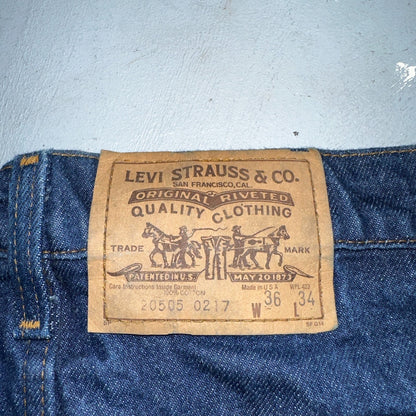 LEVI STRAUSS & CO.
SAN FRANCISCO, CAL.
ORIGINAL RIVETED
QUALITY CLOTHING
TRADE MARK
PATENTED IN U.S. MAY 20 1873
Care Instructions Inside Garment Made in U S A WPL 423
100% COTTON
20505 0217 W 36 L 34